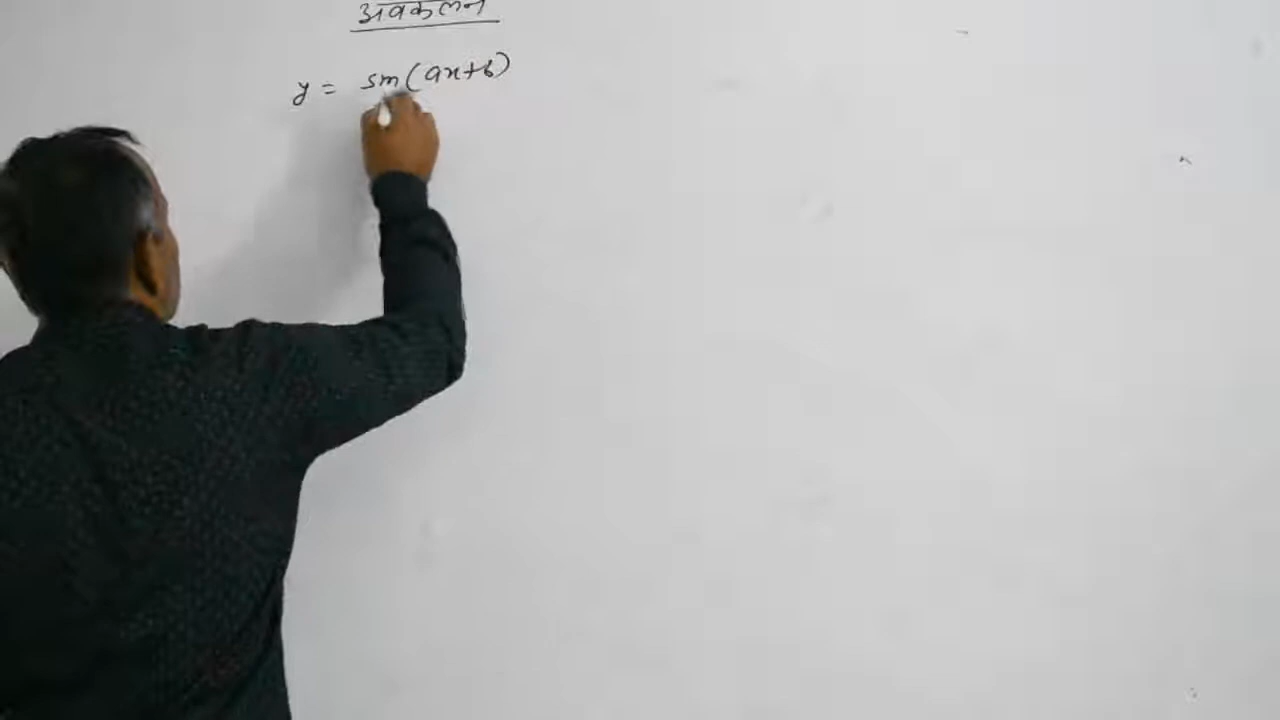 अवकलन
y = sin(ax+b)